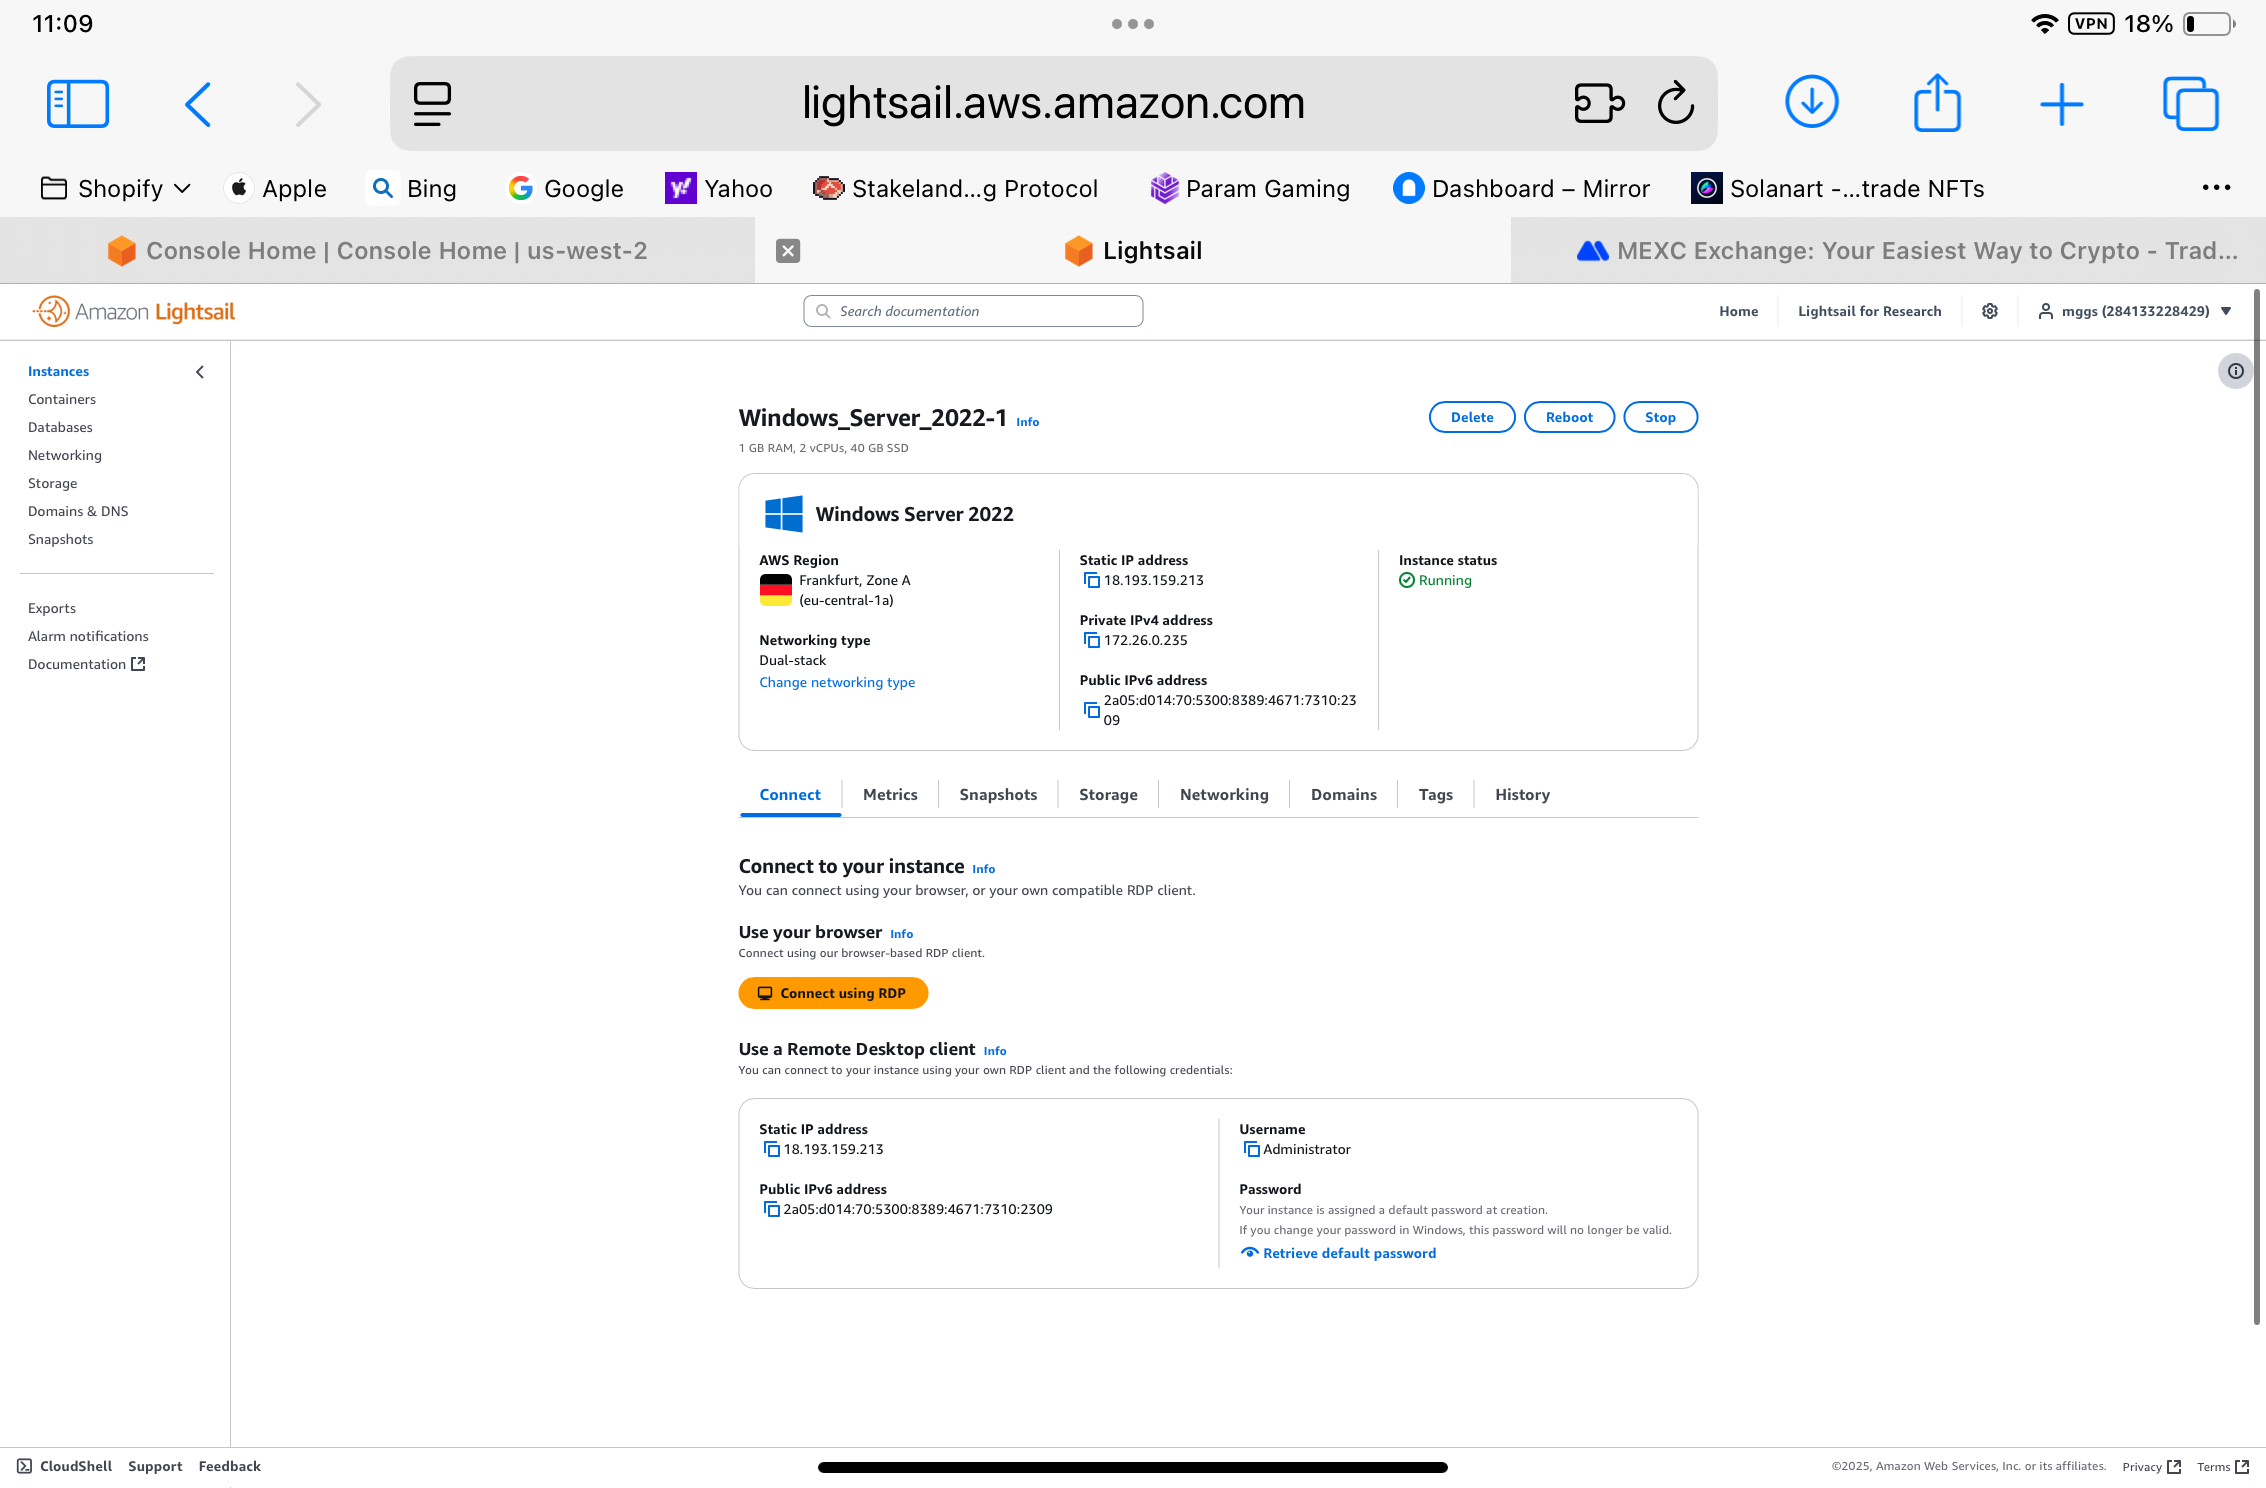 11:09
VPN 18%
lightsail.aws.amazon.com
Shopify Apple Bing Google Yahoo Stakeland...g Protocol Param Gaming Dashboard – Mirror Solanart -...trade NFTs
Console Home | Console Home | us-west-2
Lightsail
MEXC Exchange: Your Easiest Way to Crypto - Trad...
Amazon Lightsail
Search documentation
Home
Lightsail for Research
mggs (284133228429)
Instances
Containers
Databases
Networking
Storage
Domains & DNS
Snapshots
Exports
Alarm notifications
Documentation
Windows_Server_2022-1 Info
1 GB RAM, 2 vCPUs, 40 GB SSD
Delete
Reboot
Stop
Windows Server 2022
AWS Region
Frankfurt, Zone A
(eu-central-1a)
Networking type
Dual-stack
Change networking type
Static IP address
18.193.159.213
Private IPv4 address
172.26.0.235
Public IPv6 address
2a05:d014:70:5300:8389:4671:7310:23
09
Instance status
Running
Connect Metrics Snapshots Storage Networking Domains Tags History
Connect to your instance Info
You can connect using your browser, or your own compatible RDP client.
Use your browser Info
Connect using our browser-based RDP client.
Connect using RDP
Use a Remote Desktop client Info
You can connect to your instance using your own RDP client and the following credentials:
Static IP address
18.193.159.213
Public IPv6 address
2a05:d014:70:5300:8389:4671:7310:2309
Username
Administrator
Password
Your instance is assigned a default password at creation.
If you change your password in Windows, this password will no longer be valid.
Retrieve default password
CloudShell Support Feedback
©2025, Amazon Web Services, Inc. or its affiliates. Privacy Terms